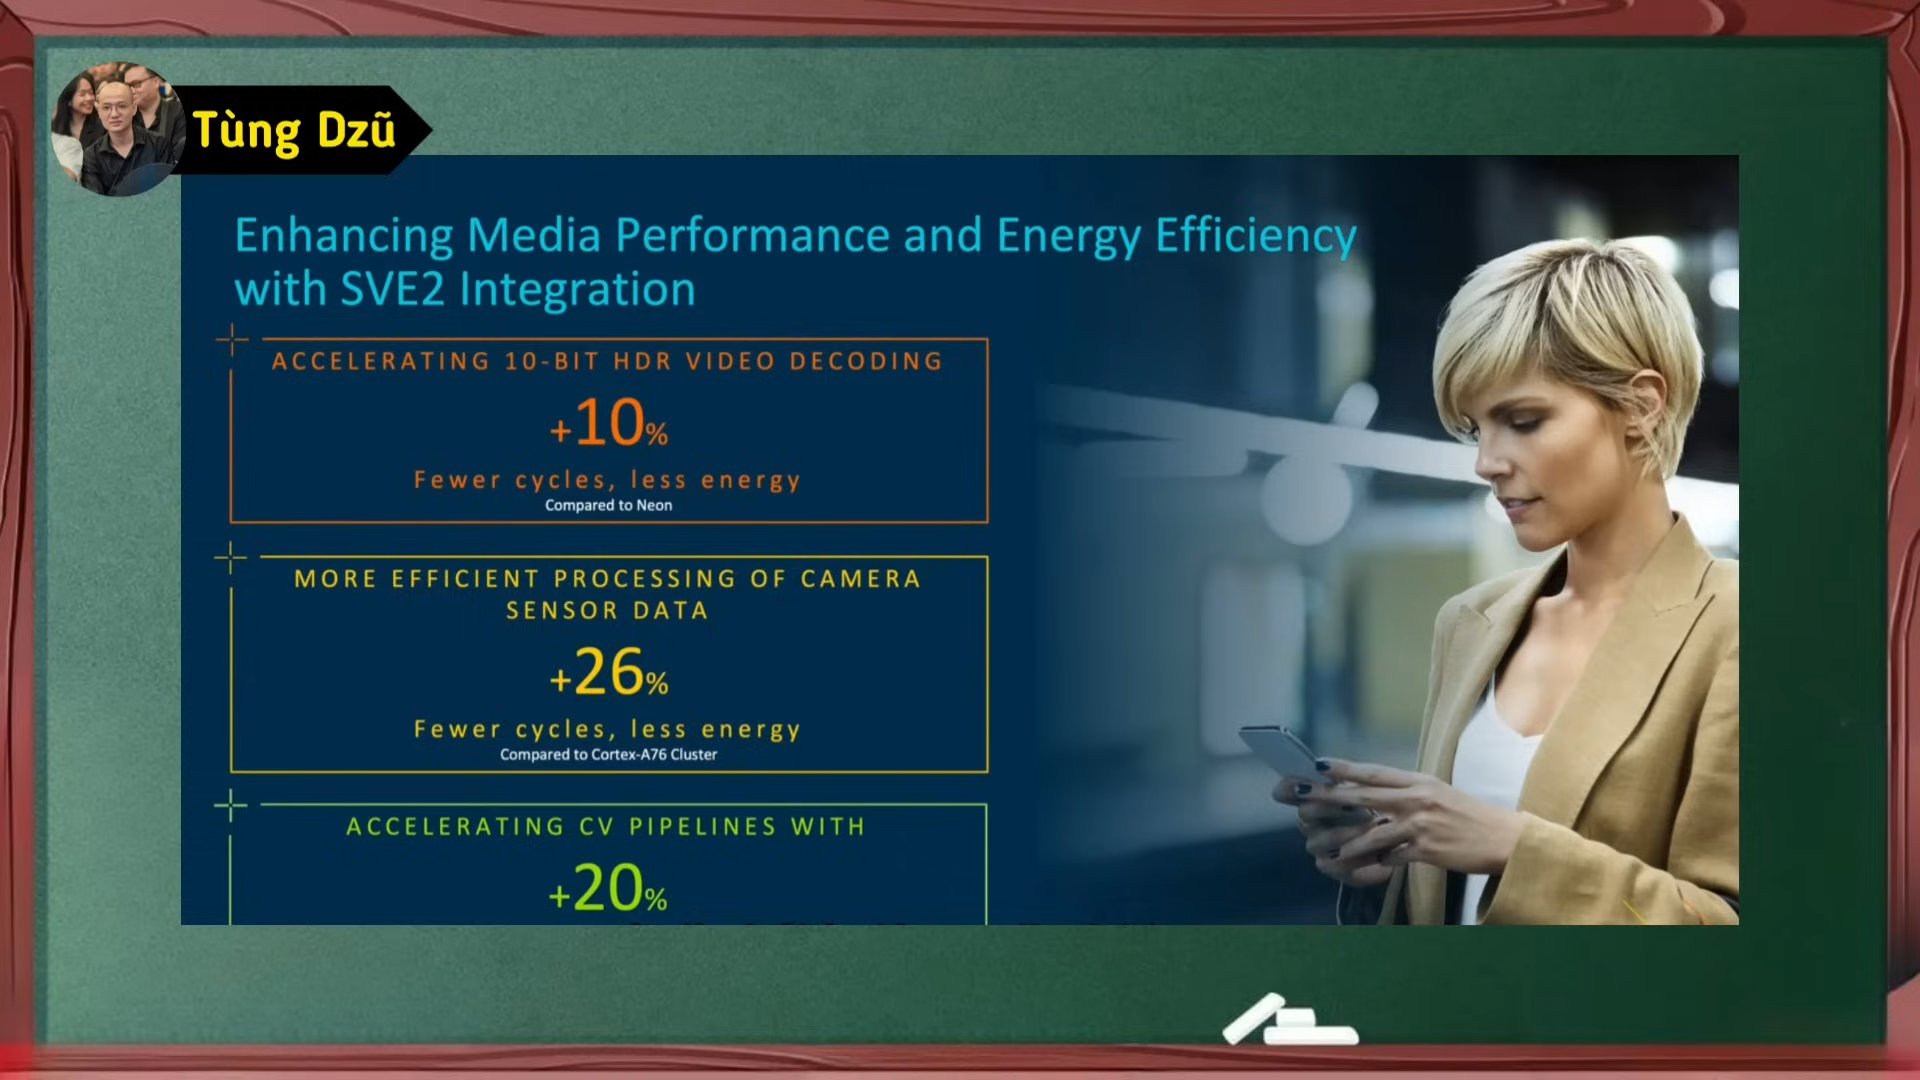 Tùng Dzũ
Enhancing Media Performance and Energy Efficiency
with SVE2 Integration
ACCELERATING 10-BIT HDR VIDEO DECODING
+10%
Fewer cycles, less energy
Compared to Neon
MORE EFFICIENT PROCESSING OF CAMERA
SENSOR DATA
+26%
Fewer cycles, less energy
Compared to Cortex-A76 Cluster
ACCELERATING CV PIPELINES WITH
+20%